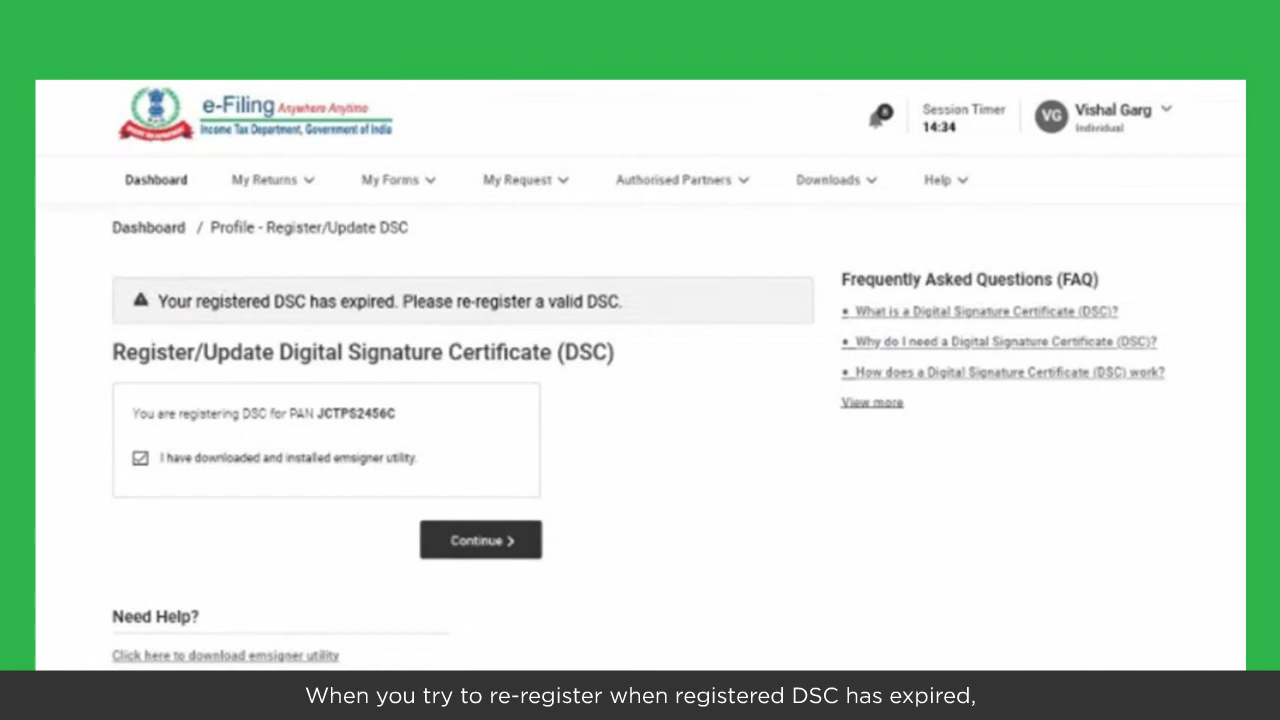 e-Filing Anywhere Anytime
Income Tax Department, Government of India
Session Timer
14:34
VG
Vishal Garg
Individual
Dashboard
My Returns
My Forms
My Request
Authorised Partners
Downloads
Help
Dashboard / Profile - Register/Update DSC
Your registered DSC has expired. Please re-register a valid DSC.
Register/Update Digital Signature Certificate (DSC)
You are registering DSC for PAN JCTPS2456C
I have downloaded and installed emsigner utility.
Continue >
Need Help?
Click here to download emsigner utility
Frequently Asked Questions (FAQ)
• What is a Digital Signature Certificate (DSC)?
• Why do I need a Digital Signature Certificate (DSC)?
• How does a Digital Signature Certificate (DSC) work?
View more
When you try to re-register when registered DSC has expired,